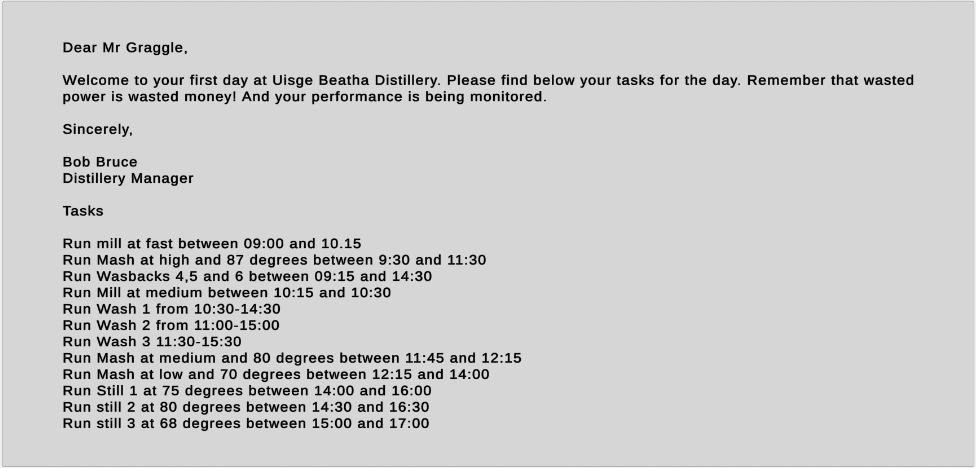 Dear Mr Graggle,
Welcome to your first day at Uisge Beatha Distillery. Please find below your tasks for the day. Remember that wasted
power is wasted money! And your performance is being monitored.
Sincerely,
Bob Bruce
Distillery Manager
Tasks
Run mill at fast between 09:00 and 10.15
Run Mash at high and 87 degrees between 9:30 and 11:30
Run Wasbacks 4,5 and 6 between 09:15 and 14:30
Run Mill at medium between 10:15 and 10:30
Run Wash 1 from 10:30-14:30
Run Wash 2 from 11:00-15:00
Run Wash 3 11:30-15:30
Run Mash at medium and 80 degrees between 11:45 and 12:15
Run Mash at low and 70 degrees between 12:15 and 14:00
Run Still 1 at 75 degrees between 14:00 and 16:00
Run still 2 at 80 degrees between 14:30 and 16:30
Run still 3 at 68 degrees between 15:00 and 17:00